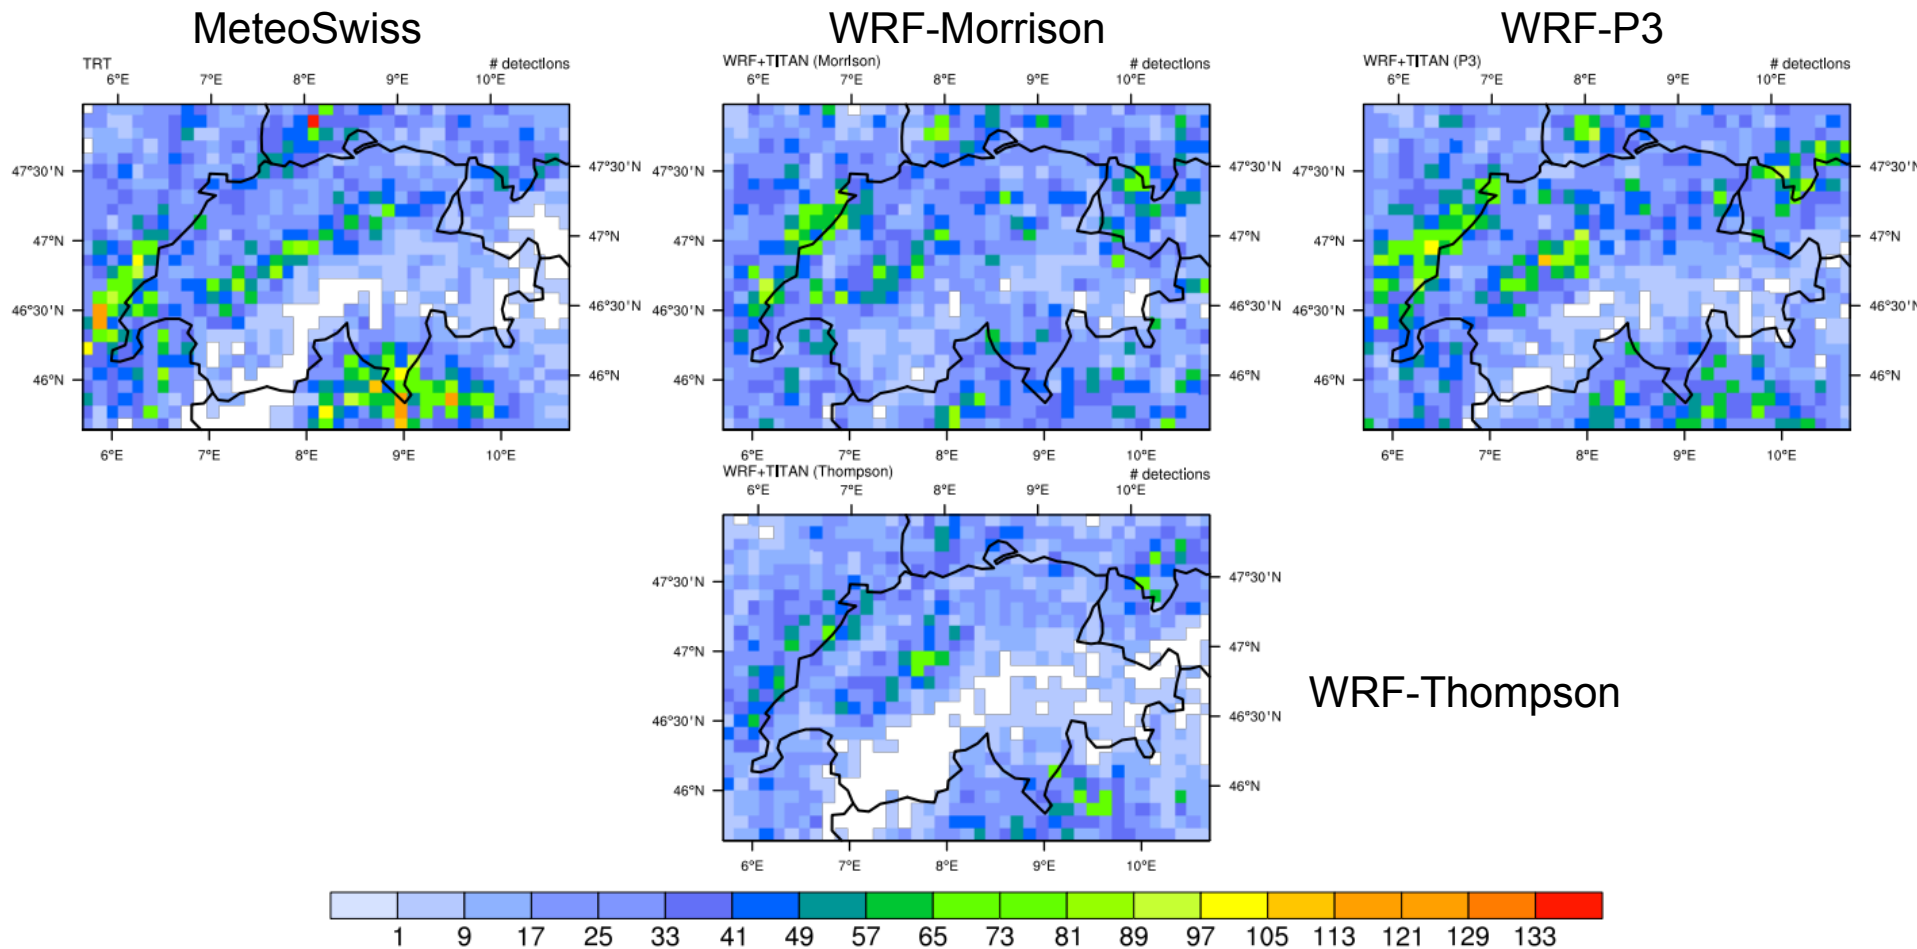 MeteoSwiss
WRF-Morrison
WRF-P3
TRT
# detections
6°E 7°E 8°E 9°E 10°E
47°30'N
47°N
46°30'N
46°N
47°30'N
47°N
46°30'N
46°N
6°E 7°E 8°E 9°E 10°E
WRF+TITAN (Morrison)
# detections
6°E 7°E 8°E 9°E 10°E
47°30'N
47°N
46°30'N
46°N
47°30'N
47°N
46°30'N
46°N
6°E 7°E 8°E 9°E 10°E
WRF+TITAN (P3)
# detections
6°E 7°E 8°E 9°E 10°E
47°30'N
47°N
46°30'N
46°N
47°30'N
47°N
46°30'N
46°N
6°E 7°E 8°E 9°E 10°E
WRF+TITAN (Thompson)
# detections
6°E 7°E 8°E 9°E 10°E
47°30'N
47°N
46°30'N
46°N
47°30'N
47°N
46°30'N
46°N
6°E 7°E 8°E 9°E 10°E
WRF-Thompson
1 9 17 25 33 41 49 57 65 73 81 89 97 105 113 121 129 133